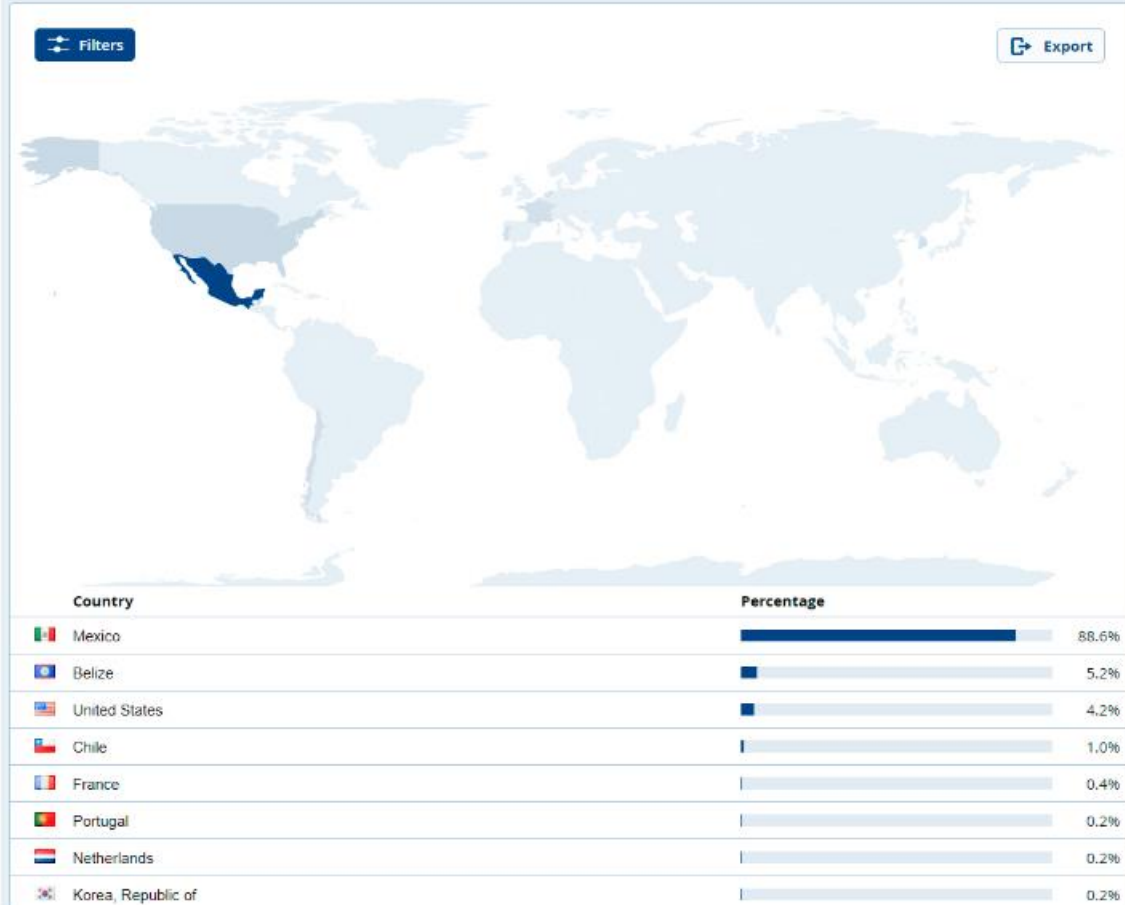 Filters
Export
Country Percentage
Mexico 88.6%
Belize 5.2%
United States 4.2%
Chile 1.0%
France 0.4%
Portugal 0.2%
Netherlands 0.2%
Korea, Republic of 0.2%